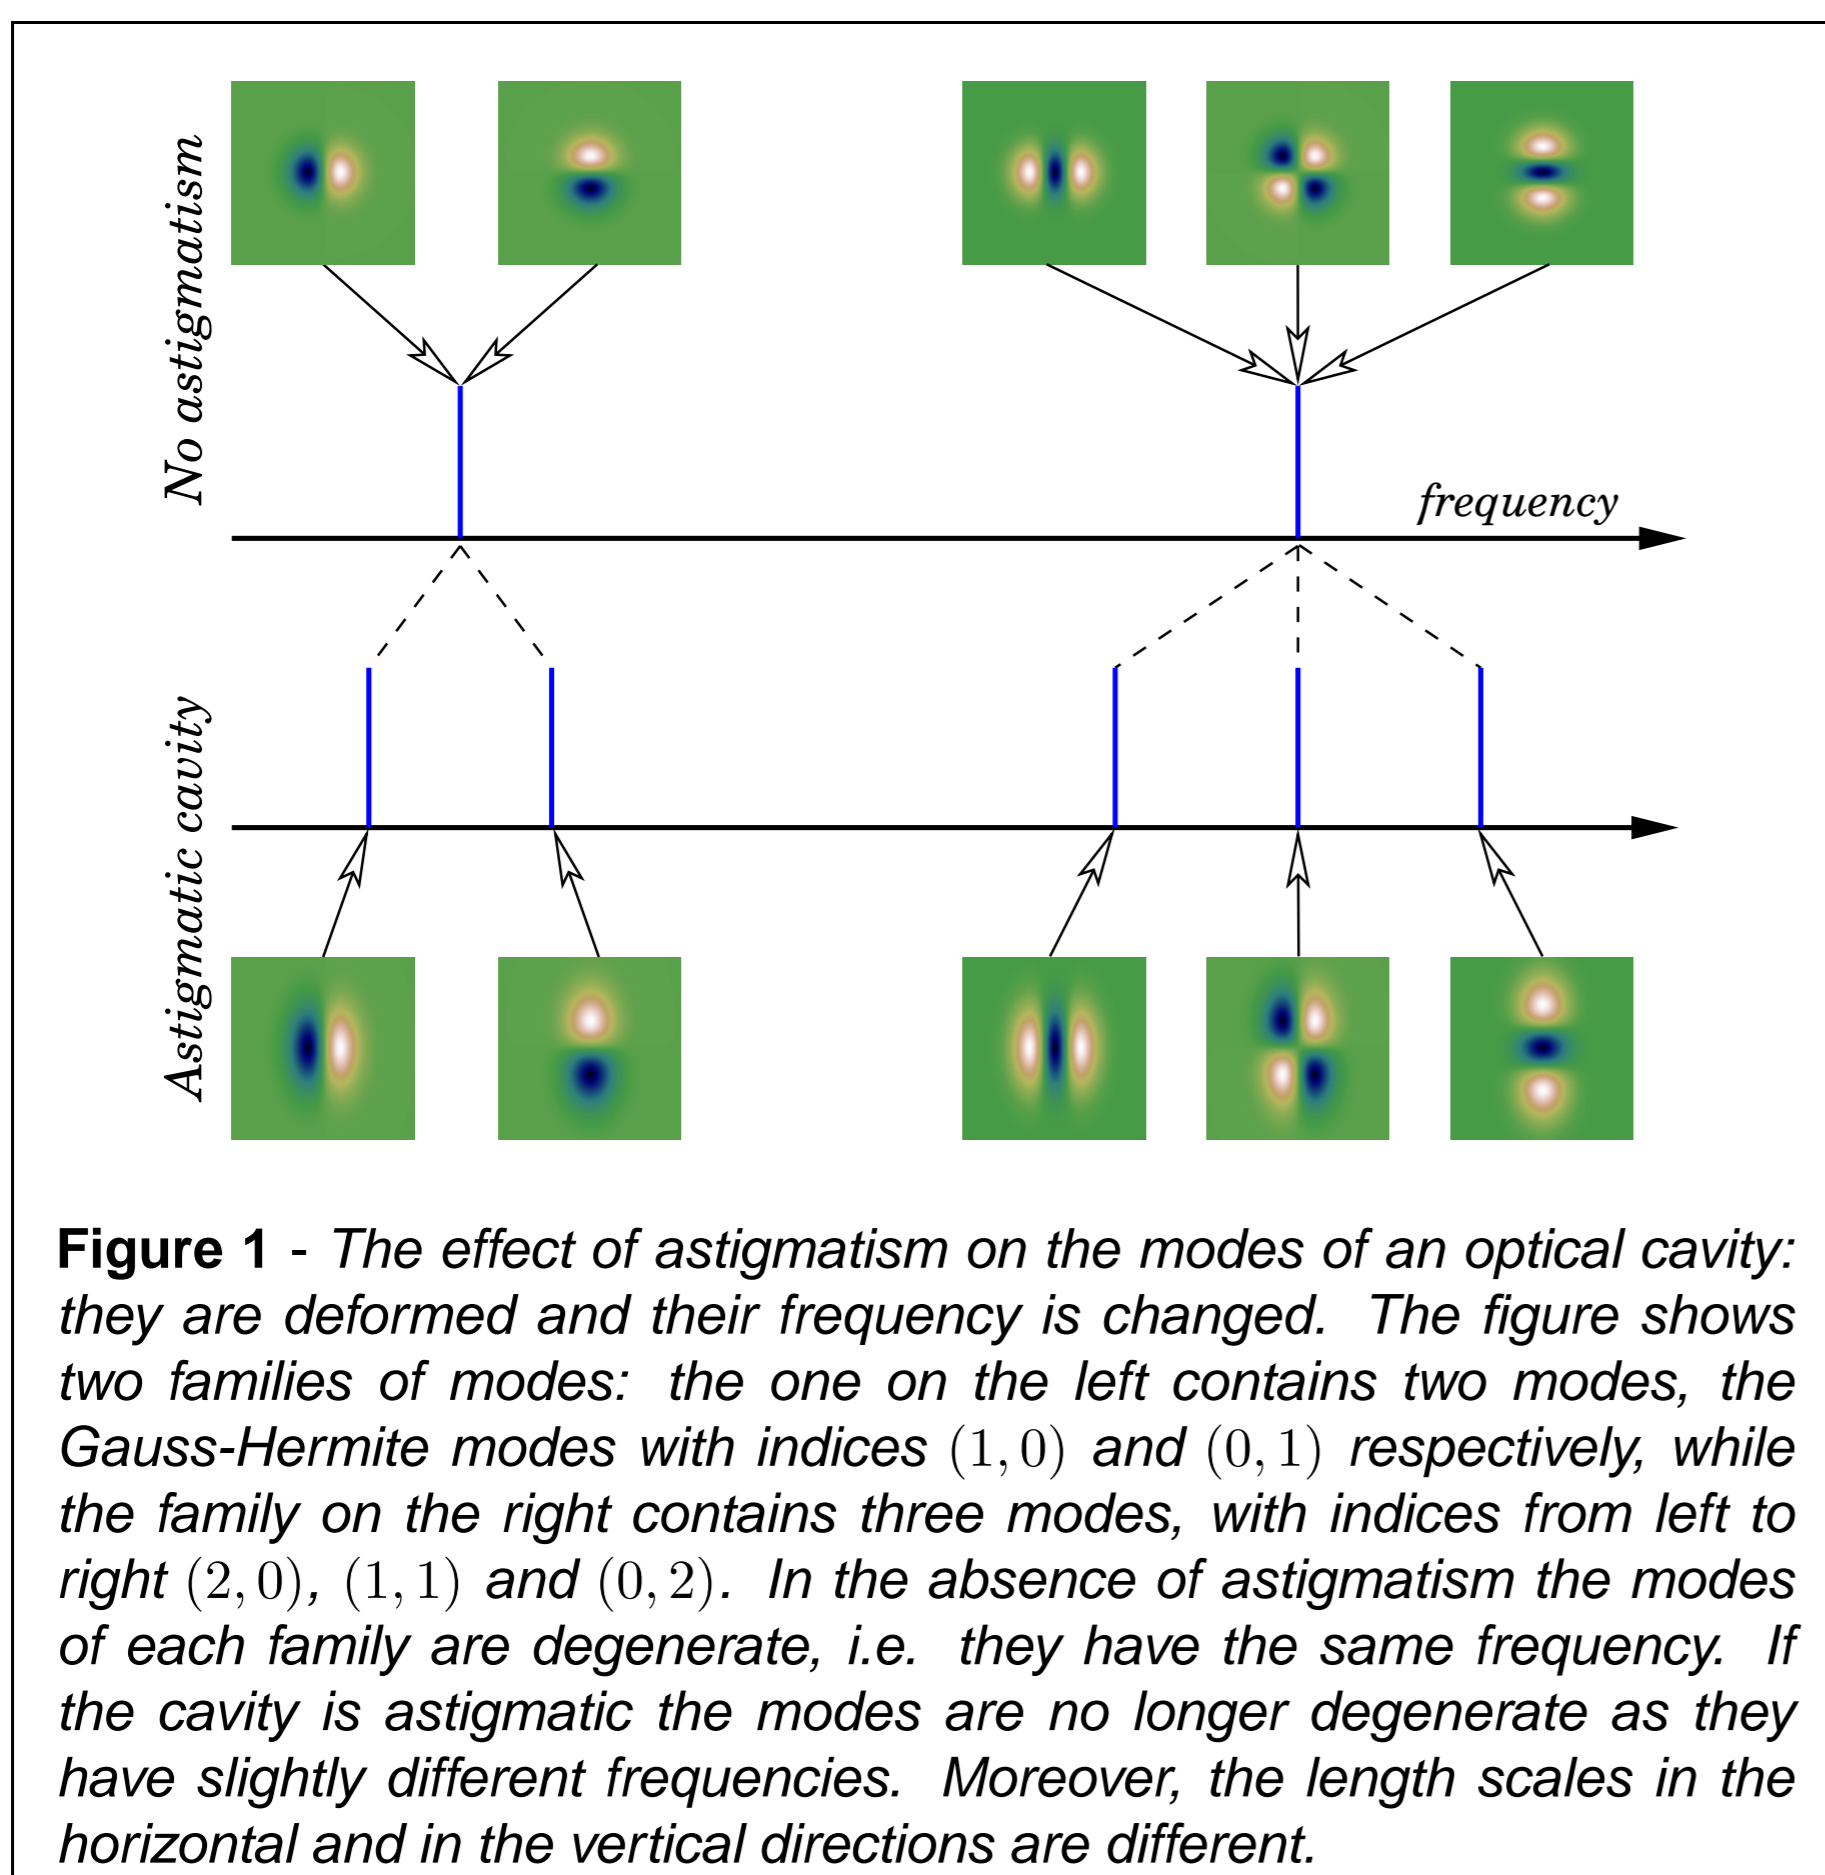 No astigmatism
frequency
Astigmatic cavity
Figure 1 - The effect of astigmatism on the modes of an optical cavity:
they are deformed and their frequency is changed. The figure shows
two families of modes: the one on the left contains two modes, the
Gauss-Hermite modes with indices (1, 0) and (0, 1) respectively, while
the family on the right contains three modes, with indices from left to
right (2, 0), (1, 1) and (0, 2). In the absence of astigmatism the modes
of each family are degenerate, i.e. they have the same frequency. If
the cavity is astigmatic the modes are no longer degenerate as they
have slightly different frequencies. Moreover, the length scales in the
horizontal and in the vertical directions are different.